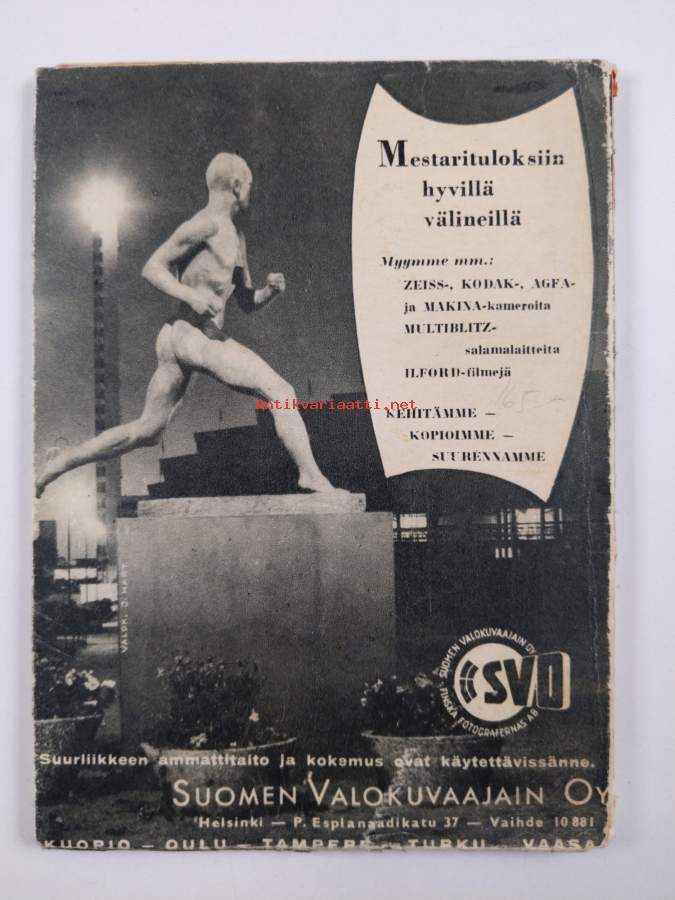 Mestarituloksiin
hyvillä
välineillä
Myymme mm.:
ZEISS-, KODAK-, AGFA-
ja MAKINA-kameroita
MULTIBLITZ-
salamalaitteita
ILFORD-filmejä
antikvariaatti.net
KEHITÄMME –
KOPIOIMME –
SUURENNAMME
VALOK. O. HART
SUOMEN VALOKUVAAJAIN OY.
SVO
FINSKA FOTOGRAFERNAS AB
Suurliikkeen ammattitaito ja kokemus ovat käytettävissänne.
SUOMEN VALOKUVAAJAIN OY
Helsinki — P. Esplanaadikatu 37 — Vaihde 10 881
KUOPIO — OULU — TAMPERE — TURKU — VAASA